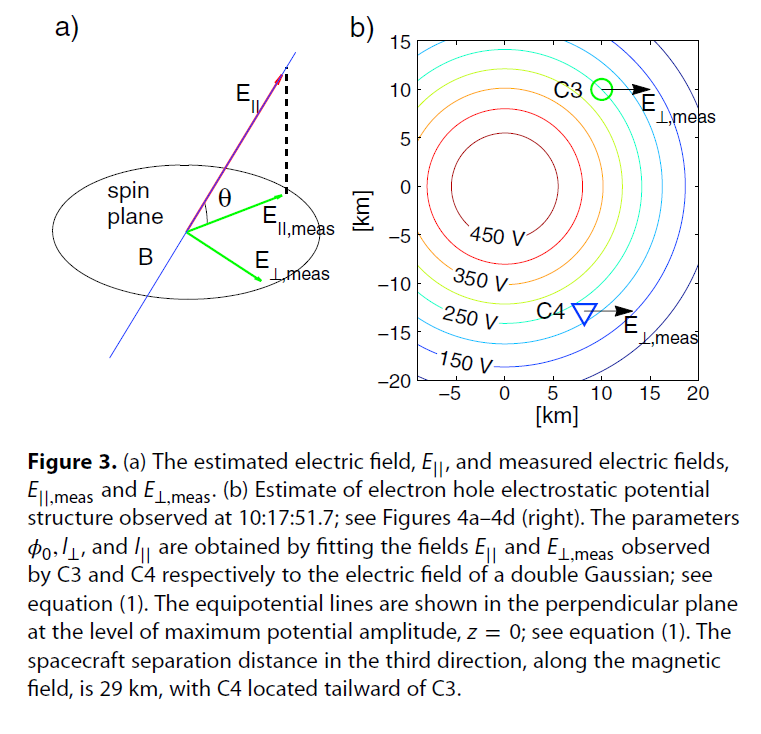 a)
E||
spin
plane
θ
E||,meas
B
E⊥,meas
b)
15
10
5
0
−5
−10
−15
−20
[km]
C3
E⊥,meas
450 V
350 V
250 V
150 V
C4
E⊥,meas
−5 0 5 10 15 20
[km]
Figure 3. (a) The estimated electric field, E||, and measured electric fields,
E||,meas and E⊥,meas. (b) Estimate of electron hole electrostatic potential
structure observed at 10:17:51.7; see Figures 4a–4d (right). The parameters
ϕ0, l⊥, and l|| are obtained by fitting the fields E|| and E⊥,meas observed
by C3 and C4 respectively to the electric field of a double Gaussian; see
equation (1). The equipotential lines are shown in the perpendicular plane
at the level of maximum potential amplitude, z = 0; see equation (1). The
spacecraft separation distance in the third direction, along the magnetic
field, is 29 km, with C4 located tailward of C3.